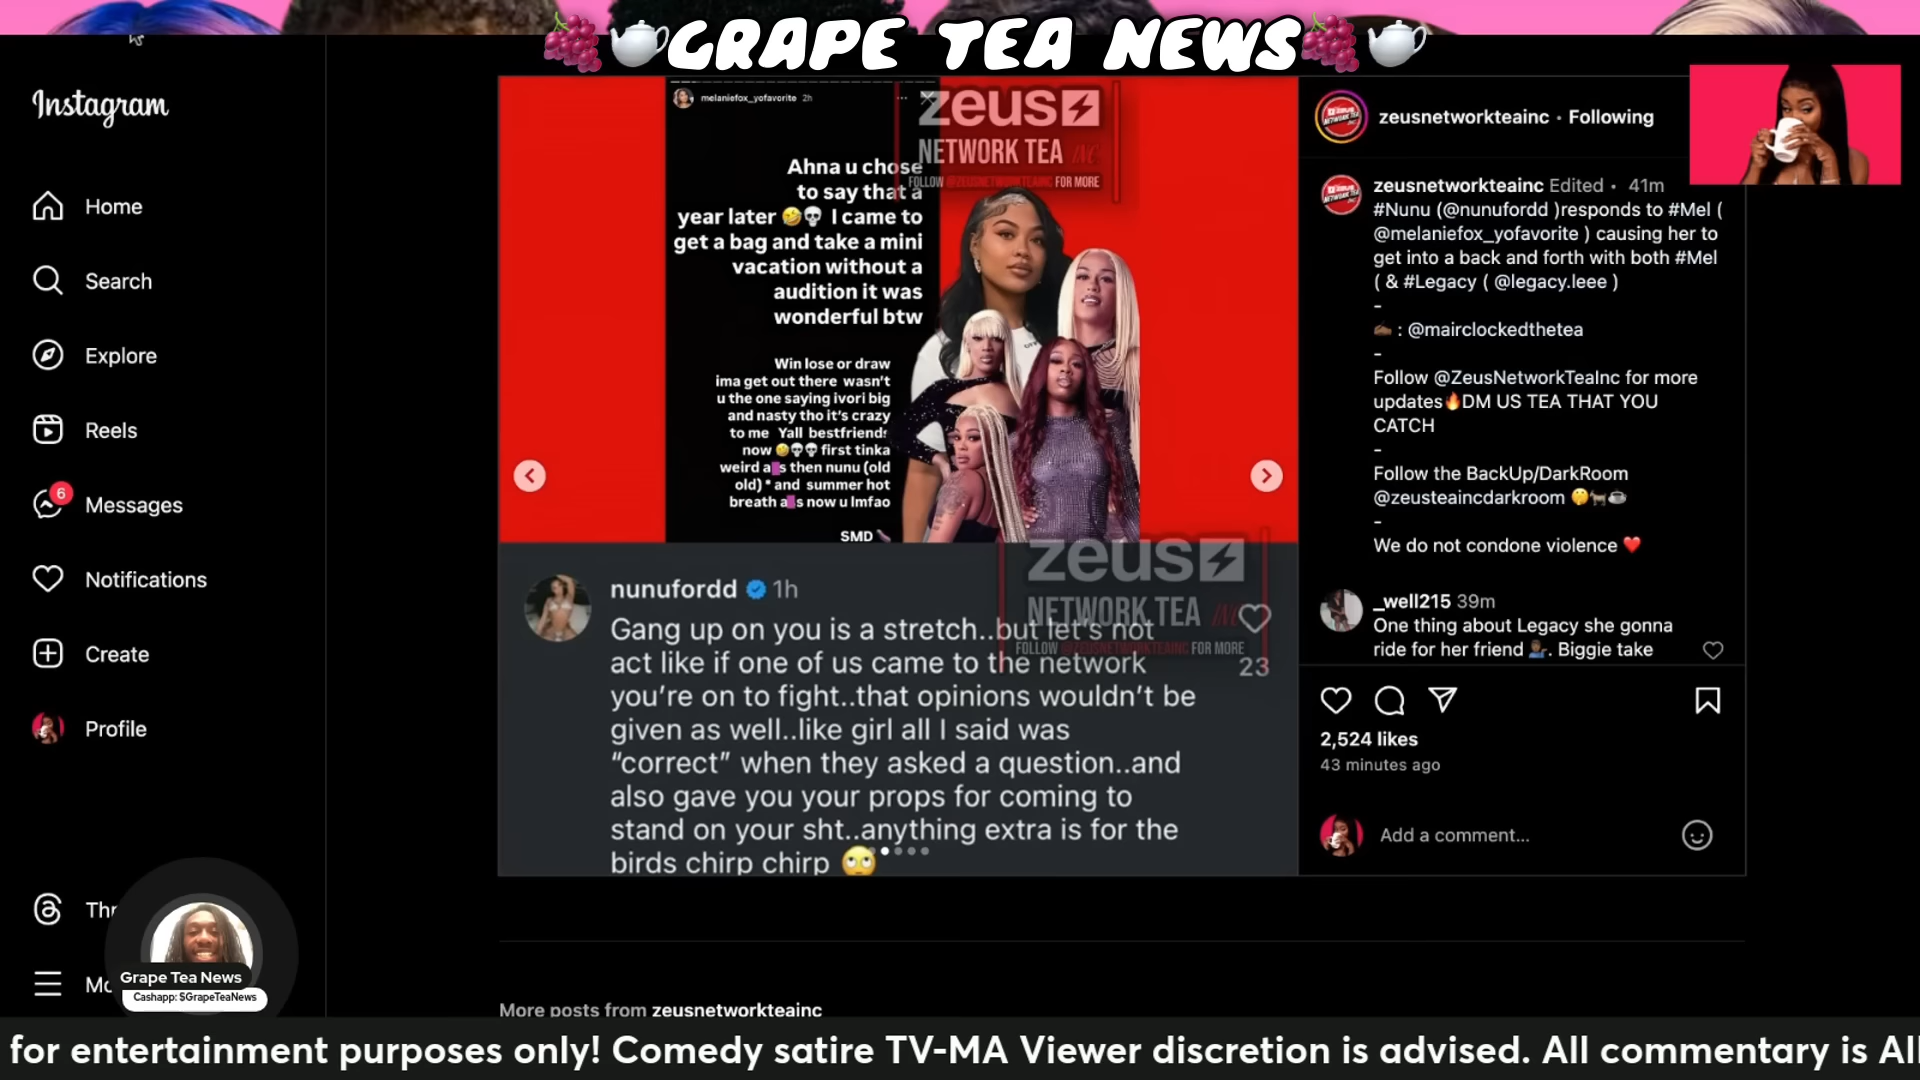 GRAPE TEA NEWS
Instagram
Home
Search
Explore
Reels
6
Messages
Notifications
Create
Profile
Grape Tea News
Cashapp: $GrapeTeaNews
melaniefox_yofavorite 2h
Ahna u chose
to say that a
year later 🤣💀 I came to
get a bag and take a mini
vacation without a
audition it was
wonderful btw
Win lose or draw
ima get out there wasn't
u the one saying ivori big
and nasty tho it's crazy
to me Yall bestfriends
now 🤣💀💀 first tinka
weird a s then nunu (old
old)* and summer hot
breath a s now u lmfao
SMD 🍆
zeus
NETWORK TEA INC
FOLLOW @ZEUSNETWORKTEAINC FOR MORE
zeus
NETWORK TEA INC
FOLLOW @ZEUSNETWORKTEAINC FOR MORE
nunufordd 1h
Gang up on you is a stretch..but let's not
act like if one of us came to the network
you're on to fight..that opinions wouldn't be
given as well..like girl all I said was
“correct” when they asked a question..and
also gave you your props for coming to
stand on your sht..anything extra is for the
birds chirp chirp 🙄
23
zeusnetworkteainc • Following
zeusnetworkteainc Edited • 41m
#Nunu (@nunufordd )responds to #Mel (
@melaniefox_yofavorite ) causing her to
get into a back and forth with both #Mel
( & #Legacy ( @legacy.leee )
-
✍🏾 : @mairclockedthetea
-
Follow @ZeusNetworkTeaInc for more
updates🔥DM US TEA THAT YOU
CATCH
-
Follow the BackUp/DarkRoom
@zeusteaincdarkroom 🤫🐈‍⬛☕
-
We do not condone violence ❤️
_well215 39m
One thing about Legacy she gonna
ride for her friend 🤷🏾‍♂️. Biggie take
2,524 likes
43 minutes ago
Add a comment...
More posts from zeusnetworkteainc
for entertainment purposes only! Comedy satire TV-MA Viewer discretion is advised. All commentary is All